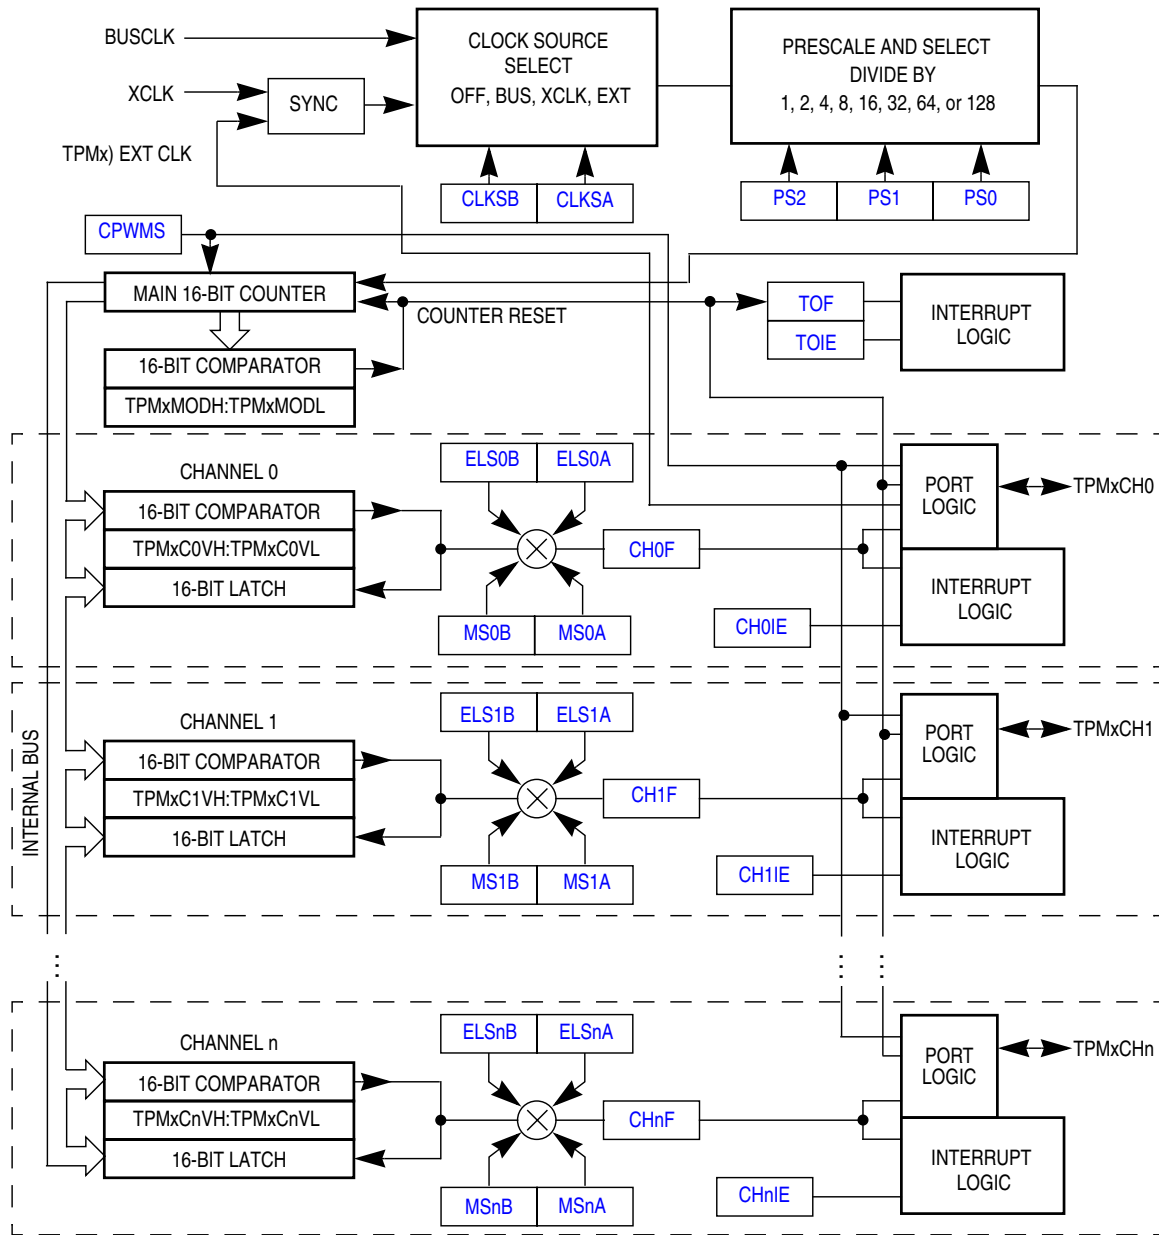 BUSCLK
CLOCK SOURCE
SELECT
OFF, BUS, XCLK, EXT
PRESCALE AND SELECT
DIVIDE BY
1, 2, 4, 8, 16, 32, 64, or 128
XCLK
SYNC
TPMx) EXT CLK
CLKSB
CLKSA
PS2
PS1
PS0
CPWMS
MAIN 16-BIT COUNTER
COUNTER RESET
TOF
TOIE
INTERRUPT
LOGIC
16-BIT COMPARATOR
TPMxMODH:TPMxMODL
CHANNEL 0
ELS0B
ELS0A
PORT
LOGIC
TPMxCH0
16-BIT COMPARATOR
TPMxC0VH:TPMxC0VL
16-BIT LATCH
CH0F
INTERRUPT
LOGIC
MS0B
MS0A
CH0IE
INTERNAL BUS
CHANNEL 1
ELS1B
ELS1A
PORT
LOGIC
TPMxCH1
16-BIT COMPARATOR
TPMxC1VH:TPMxC1VL
16-BIT LATCH
CH1F
INTERRUPT
LOGIC
MS1B
MS1A
CH1IE
...
... ...
CHANNEL n
ELSnB
ELSnA
PORT
LOGIC
TPMxCHn
16-BIT COMPARATOR
TPMxCnVH:TPMxCnVL
16-BIT LATCH
CHnF
INTERRUPT
LOGIC
MSnB
MSnA
CHnIE